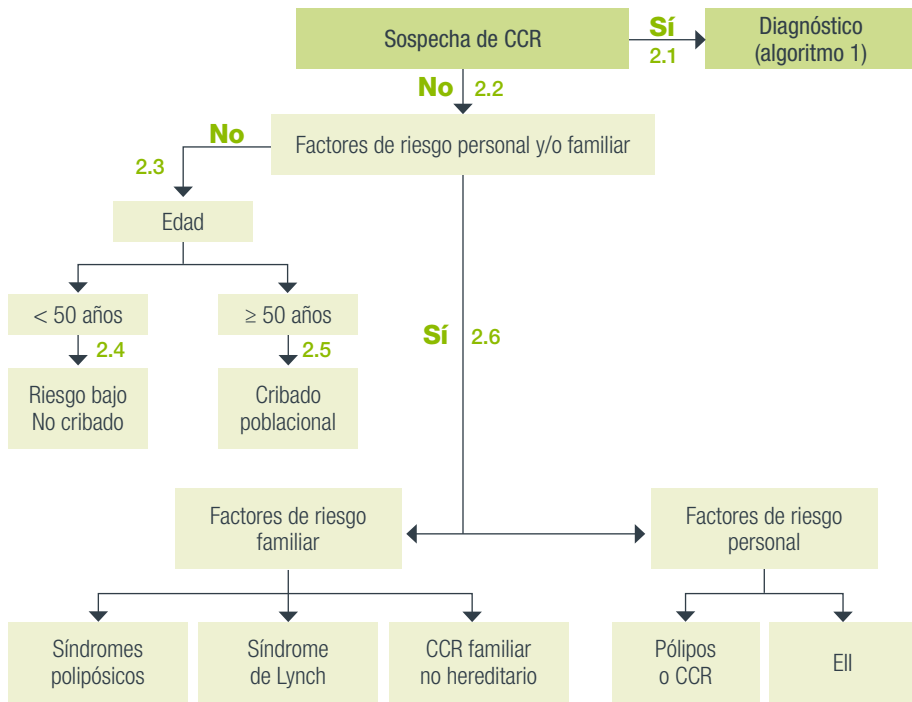 Sospecha de CCR
Sí
2.1
Diagnóstico
(algoritmo 1)
No 2.2
Factores de riesgo personal y/o familiar
No
2.3
Edad
< 50 años
≥ 50 años
2.4
2.5
Riesgo bajo
No cribado
Cribado
poblacional
Sí 2.6
Factores de riesgo
familiar
Factores de riesgo
personal
Síndromes
polipósicos
Síndrome
de Lynch
CCR familiar
no hereditario
Pólipos
o CCR
EII